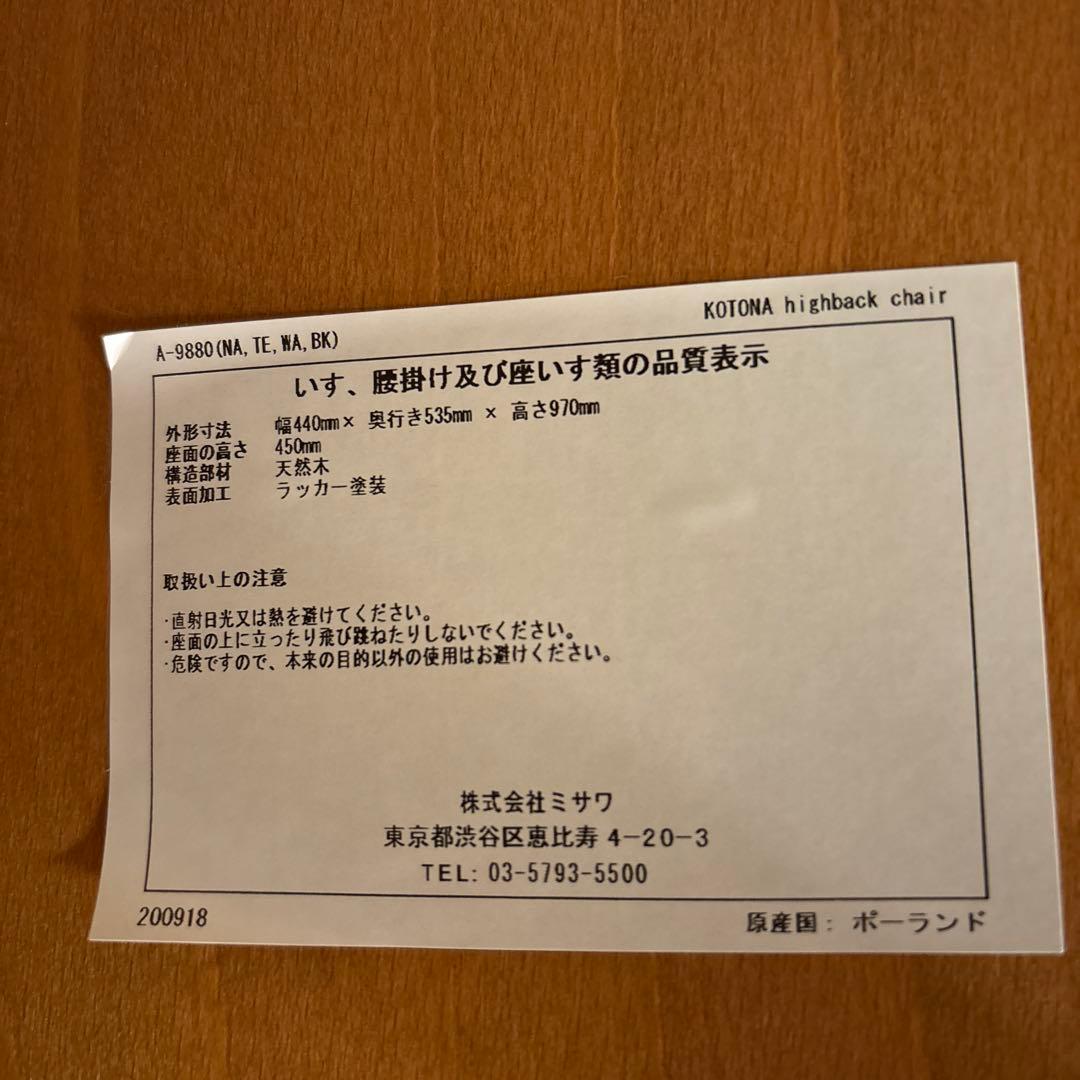 A-9880(NA,TE,WA,BK)
KOTONA highback chair
いす、腰掛け及び座いす類の品質表示
外形寸法 幅440mm× 奥行き535mm × 高さ970mm
座面の高さ 450mm
構造部材 天然木
表面加工 ラッカー塗装
取扱い上の注意
・直射日光又は熱を避けてください。
・座面の上に立ったり飛び跳ねたりしないでください。
・危険ですので、本来の目的以外の使用はお避けください。
株式会社ミサワ
東京都渋谷区恵比寿 4-20-3
TEL: 03-5793-5500
200918
原産国: ポーランド